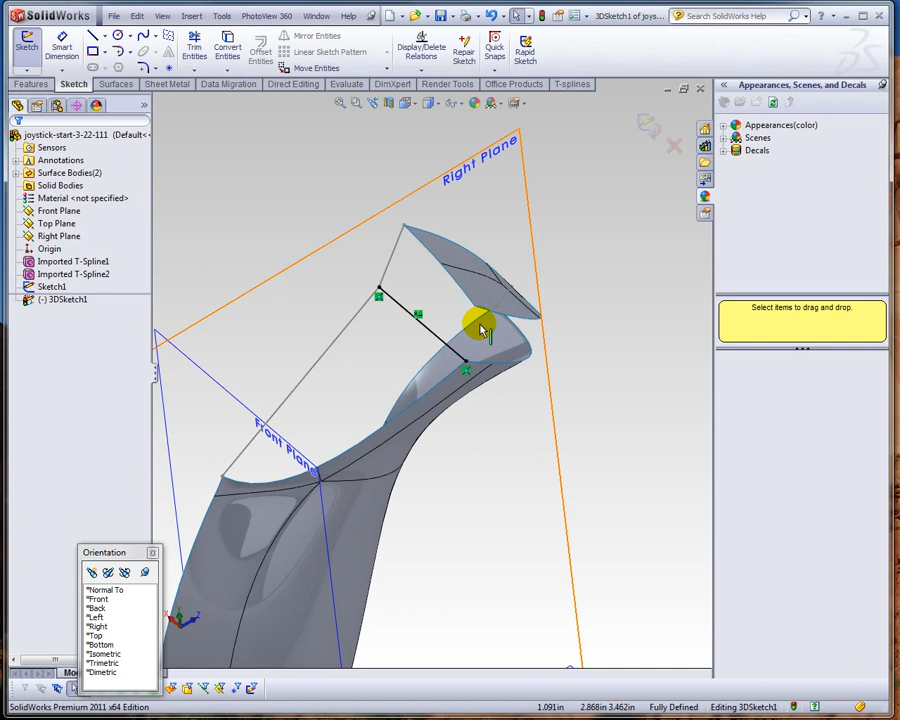 SolidWorks File Edit View Insert Tools PhotoView 360 Window Help 3DSketch1 of joys... Search SolidWorks Help
Sketch Smart Dimension Trim Entities Convert Entities Offset Entities Mirror Entities Linear Sketch Pattern Move Entities Display/Delete Relations Repair Sketch Quick Snaps Rapid Sketch
Features Sketch Surfaces Sheet Metal Data Migration Direct Editing Evaluate DimXpert Render Tools Office Products T-splines
Appearances, Scenes, and Decals
joystick-start-3-22-111 (Default<
Sensors
Annotations
Surface Bodies(2)
Solid Bodies
Material <not specified>
Front Plane
Top Plane
Right Plane
Origin
Imported T-Spline1
Imported T-Spline2
Sketch1
(-) 3DSketch1
Right Plane
Front Plane
Appearances(color)
Scenes
Decals
Select items to drag and drop.
Orientation
*Normal To
*Front
*Back
*Left
*Right
*Top
*Bottom
*Isometric
*Trimetric
*Dimetric
SolidWorks Premium 2011 x64 Edition 1.091in 2.868in 3.462in Fully Defined Editing 3DSketch1